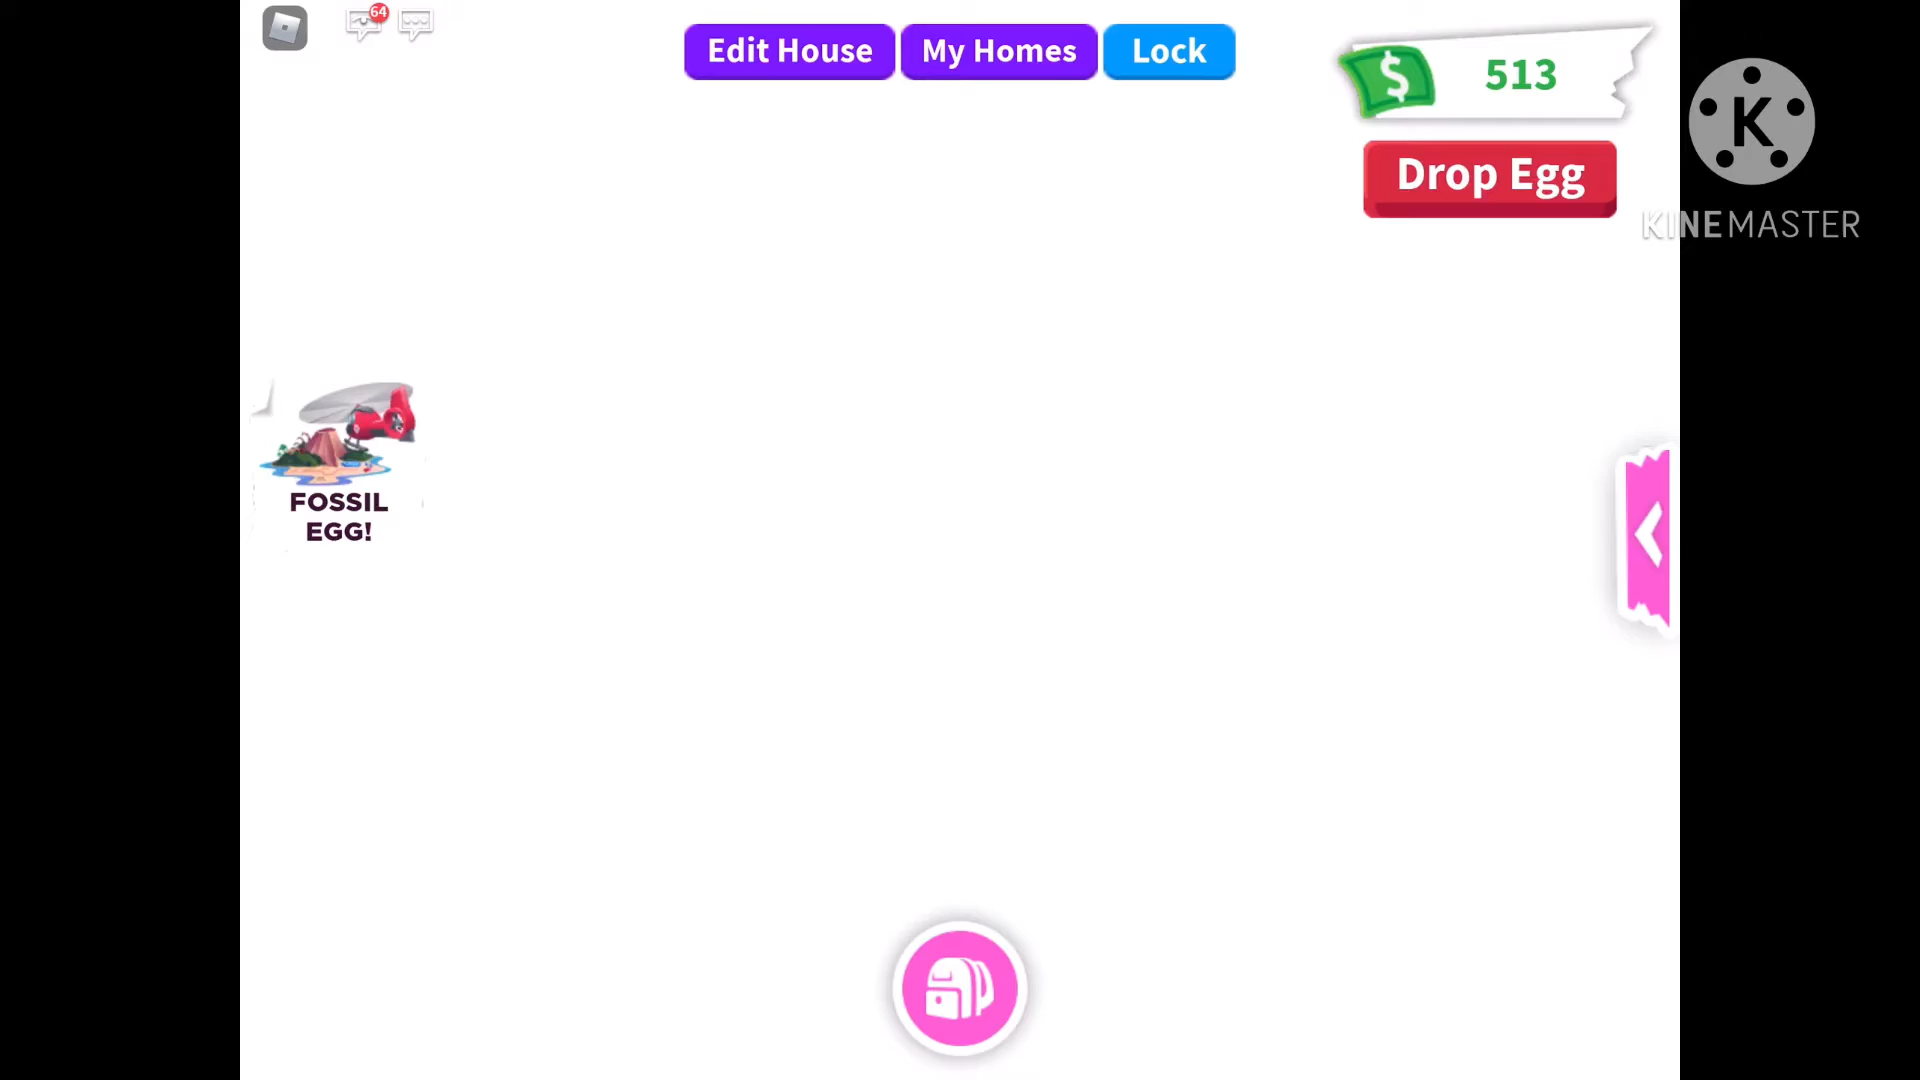 64
Edit House
My Homes
Lock
$
513
Drop Egg
K
KINEMASTER
FOSSIL
EGG!